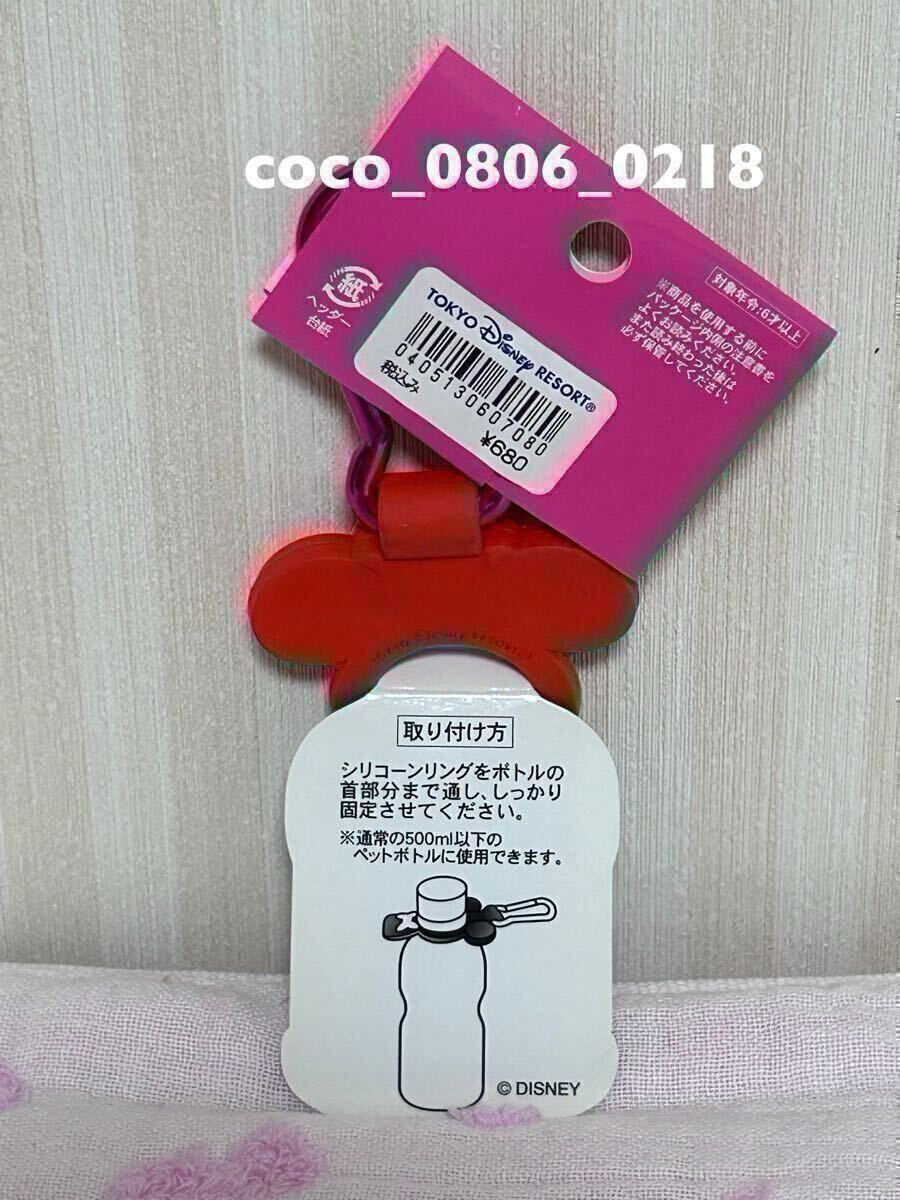 coco_0806_0218
対象年令:6才以上
※商品を使用する前に
パッケージ内側の注意書を
よくお読みください。
また読み終わった後は
必ず保管してください。
紙
ヘッダー
台紙
TOKYO Disney RESORT®
0405130607080
税込み
¥680
取り付け方
シリコーンリングをボトルの
首部分まで通し、しっかり
固定させてください。
※通常の500ml以下の
ペットボトルに使用できます。
© DISNEY